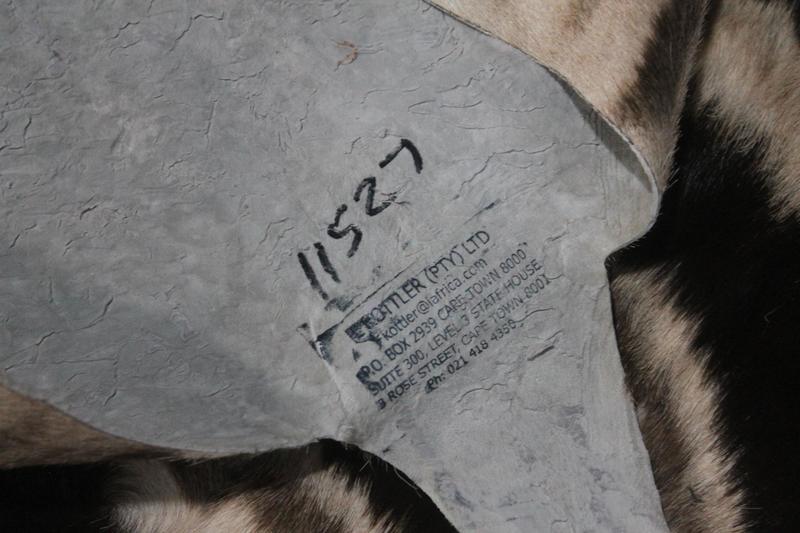 11527
KOTTLER (PTY) LTD
kottler@iafrica.com
P.O. BOX 2939 CAPE TOWN 8000
SUITE 300, LEVEL 3 STATE HOUSE
3 ROSE STREET, CAPE TOWN 8001
Ph: 021 418 4356